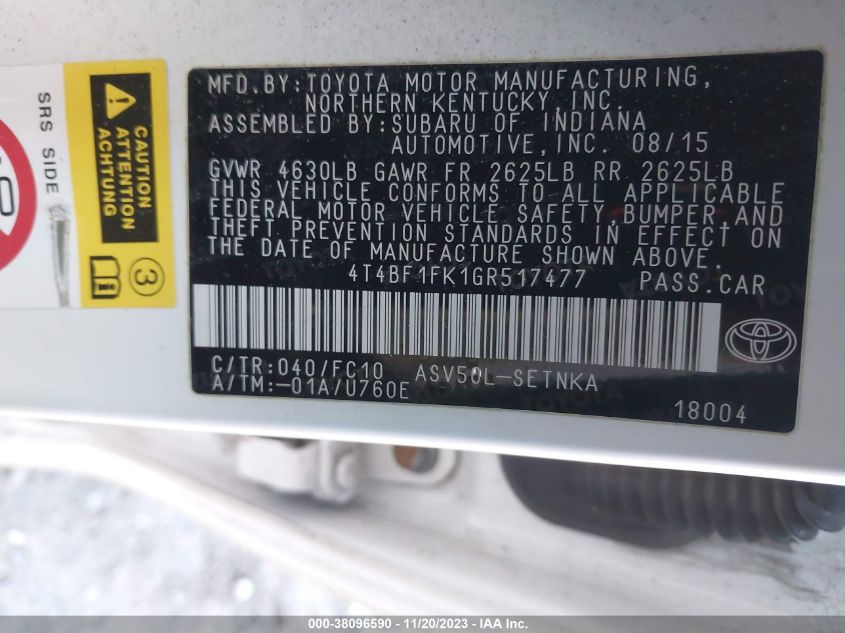 MFD.BY:TOYOTA MOTOR MANUFACTURING,
NORTHERN KENTUCKY,INC.
ASSEMBLED BY:SUBARU OF INDIANA
AUTOMOTIVE,INC. 08/15
GVWR 4630LB GAWR FR 2625LB RR 2625LB
THIS VEHICLE CONFORMS TO ALL APPLICABLE
FEDERAL MOTOR VEHICLE SAFETY,BUMPER,AND
THEFT PREVENTION STANDARDS IN EFFECT ON
THE DATE OF MANUFACTURE SHOWN ABOVE.
4T4BF1FK1GR517477 PASS.CAR
C/TR:040/FC10 ASV50L-SETNKA
A/TM:-01A/U760E
18004
SRS SIDE
CAUTION
ATTENTION
ACHTUNG
3
000-38096590 - 11/20/2023 - IAA Inc.